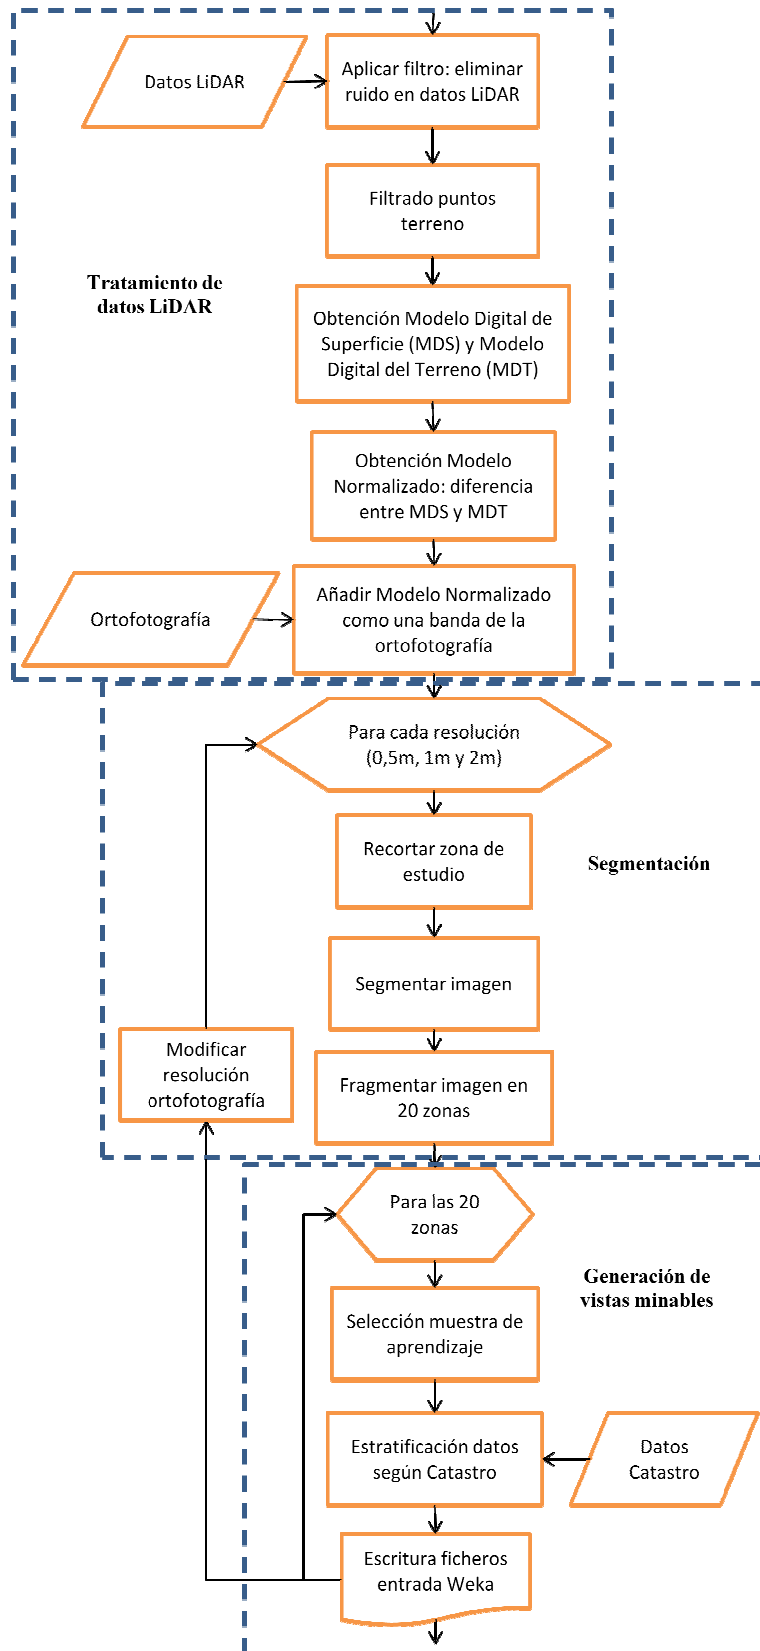 Datos LiDAR
Aplicar filtro: eliminar
ruido en datos LiDAR
Filtrado puntos
terreno
Tratamiento de
datos LiDAR
Obtención Modelo Digital de
Superficie (MDS) y Modelo
Digital del Terreno (MDT)
Obtención Modelo
Normalizado: diferencia
entre MDS y MDT
Ortofotografía
Añadir Modelo Normalizado
como una banda de la
ortofotografía
Para cada resolución
(0,5m, 1m y 2m)
Recortar zona de
estudio
Segmentación
Segmentar imagen
Modificar
resolución
ortofotografía
Fragmentar imagen en
20 zonas
Para las 20
zonas
Generación de
vistas minables
Selección muestra de
aprendizaje
Estratificación datos
según Catastro
Datos
Catastro
Escritura ficheros
entrada Weka